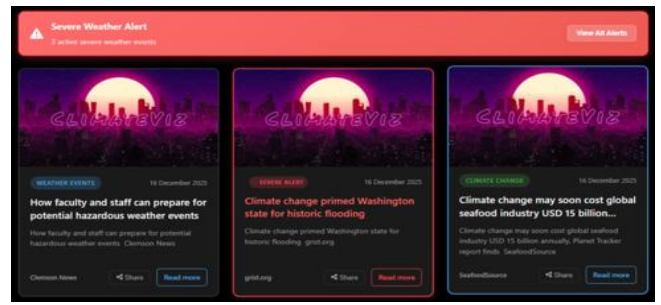 Severe Weather Alert
3 active severe weather events
View All Alerts
CLIMATEVIZ
WEATHER EVENTS
16 December 2025
How faculty and staff can prepare for
potential hazardous weather events
How faculty and staff can prepare for potential
hazardous weather events Clemson News
Clemson News
Share
Read more
CLIMATEVIZ
SEVERE ALERT
16 December 2025
Climate change primed Washington
state for historic flooding
Climate change primed Washington state for
historic flooding grist.org
grist.org
Share
Read more
CLIMATEVIZ
CLIMATE CHANGE
16 December 2025
Climate change may soon cost global
seafood industry USD 15 billion...
Climate change may soon cost global seafood
industry USD 15 billion annually, Planet Tracker
report finds SeafoodSource
SeafoodSource
Share
Read more